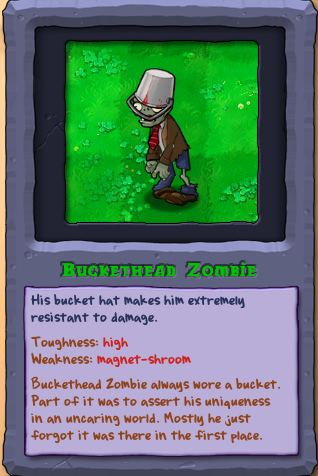 Buckethead Zombie
His bucket hat makes him extremely
resistant to damage.
Toughness: high
Weakness: magnet-shroom
Buckethead Zombie always wore a bucket.
Part of it was to assert his uniqueness
in an uncaring world. Mostly he just
forgot it was there in the first place.